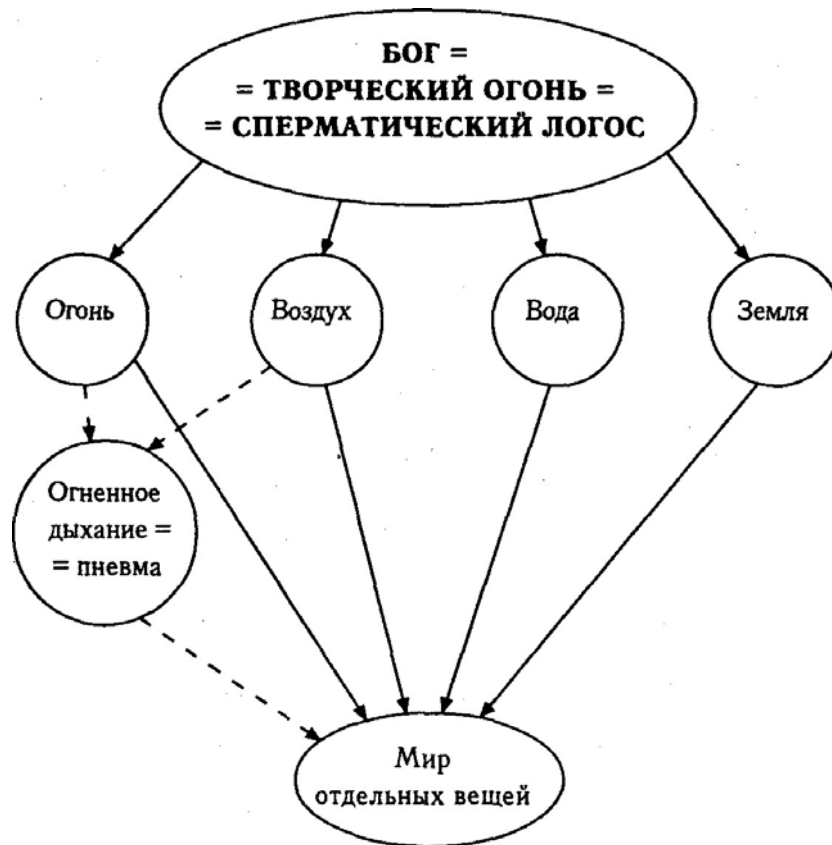 БОГ =
= ТВОРЧЕСКИЙ ОГОНЬ =
= СПЕРМАТИЧЕСКИЙ ЛОГОС
Огонь
Воздух
Вода
Земля
Огненное
дыхание =
= пневма
Мир
отдельных вещей